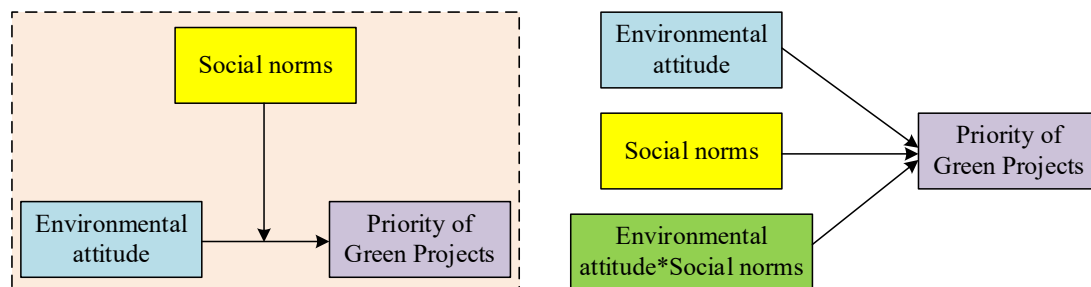 Social norms
Environmental
attitude
Priority of
Green Projects
Environmental
attitude
Social norms
Environmental
attitude*Social norms
Priority of
Green Projects